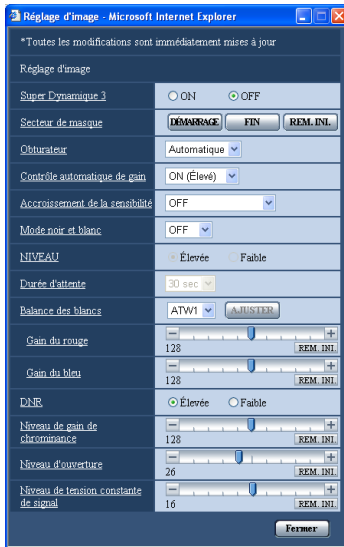 Réglage d'image - Microsoft Internet Explorer
*Toutes les modifications sont immédiatement mises à jour
Réglage d'image
Super Dynamique 3 ON OFF
Secteur de masque DÉMARRAGE FIN REM. INI.
Obturateur Automatique
Contrôle automatique de gain ON (Élevé)
Accroissement de la sensibilité OFF
Mode noir et blanc OFF
NIVEAU Élevée Faible
Durée d'attente 30 sec
Balance des blancs ATW1 AJUSTER
Gain du rouge − +
128 REM. INI.
Gain du bleu − +
128 REM. INI.
DNR Élevée Faible
Niveau de gain de chrominance − +
128 REM. INI.
Niveau d'ouverture − +
26 REM. INI.
Niveau de tension constante de signal − +
16 REM. INI.
Fermer